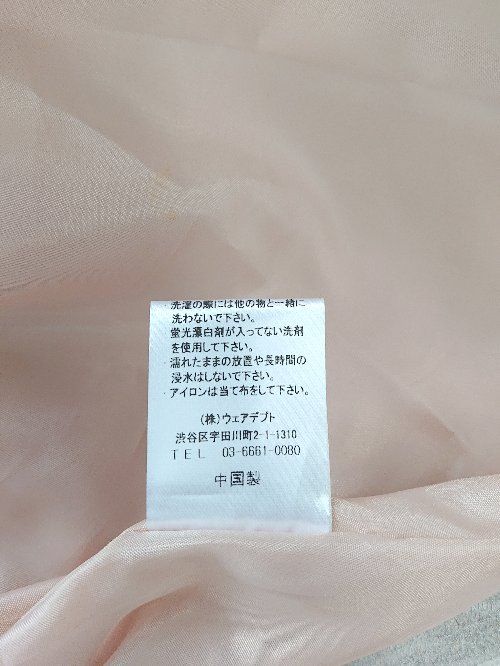 ・洗濯の際には他の物と一緒に
洗わないで下さい。
蛍光漂白剤が入ってない洗剤
を使用して下さい。
・濡れたままの放置や長時間の
浸水はしないで下さい。
・アイロンは当て布をして下さい。
(株)ウェアデプト
渋谷区宇田川町2-1-1310
TEL 03-6661-0080
中国製